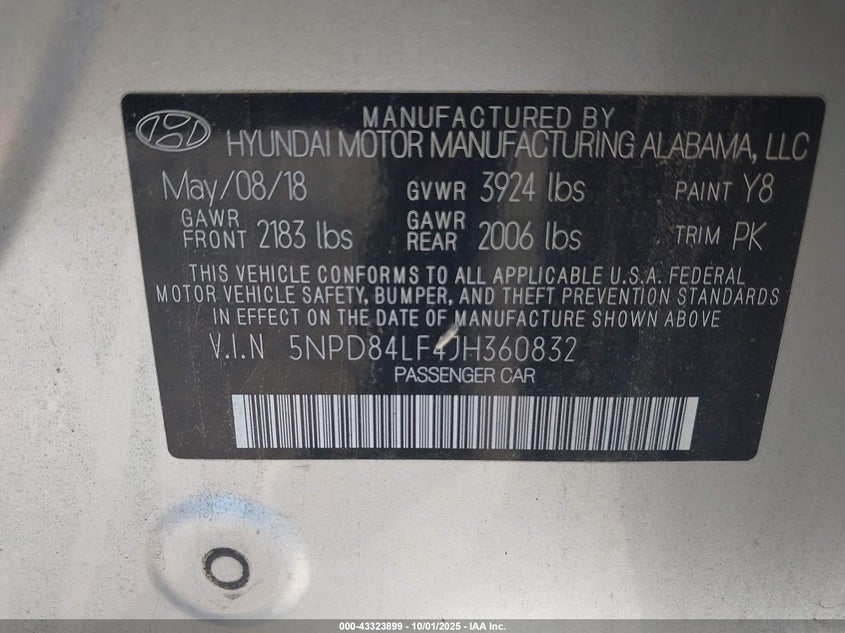 MANUFACTURED BY
HYUNDAI MOTOR MANUFACTURING ALABAMA, LLC
May/08/18 GVWR 3924 lbs PAINT Y8
GAWR FRONT 2183 lbs GAWR REAR 2006 lbs TRIM PK
THIS VEHICLE CONFORMS TO ALL APPLICABLE U.S.A. FEDERAL
MOTOR VEHICLE SAFETY, BUMPER, AND THEFT PREVENTION STANDARDS
IN EFFECT ON THE DATE OF MANUFACTURE SHOWN ABOVE
V.I.N 5NPD84LF4JH360832
PASSENGER CAR
000-43323899 - 10/01/2025 - IAA Inc.